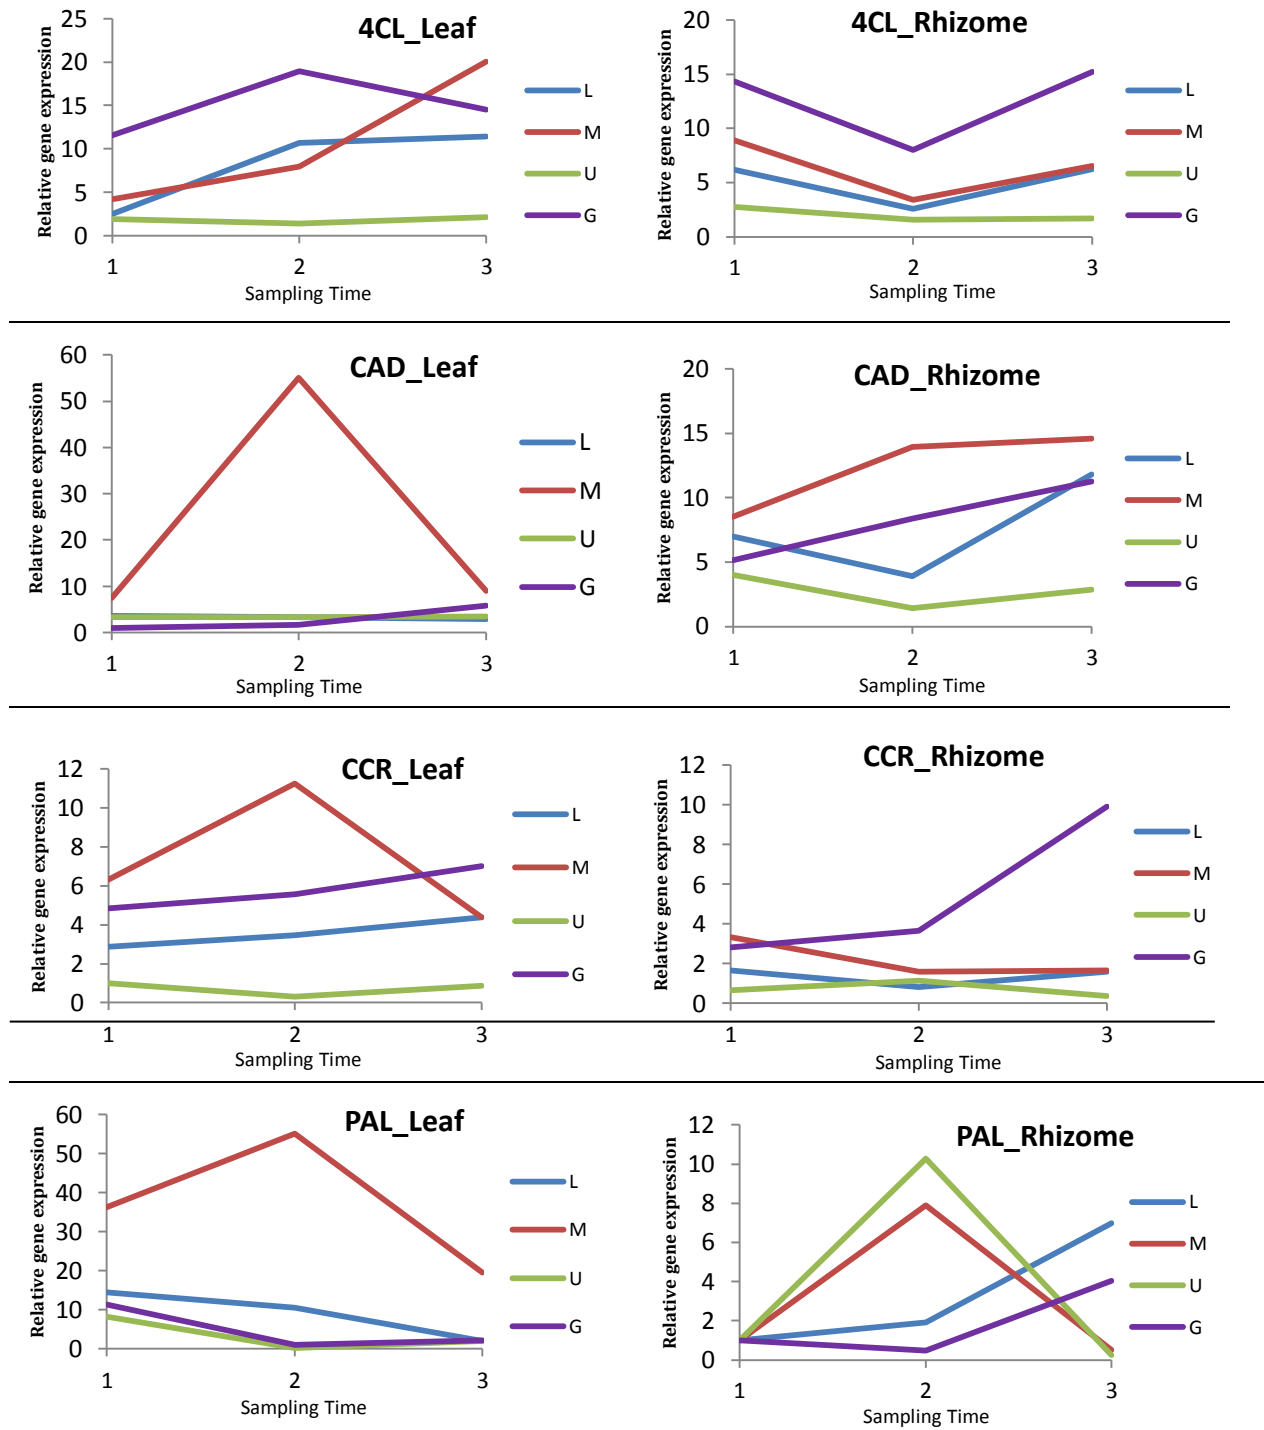 4CL_Leaf
Relative gene expression
25
20
15
10
5
0
1 2 3
Sampling Time
L
M
U
G
4CL_Rhizome
Relative gene expression
20
15
10
5
0
1 2 3
Sampling Time
L
M
U
G
CAD_Leaf
Relative gene expression
60
50
40
30
20
10
0
1 2 3
Sampling Time
L
M
U
G
CAD_Rhizome
Relative gene expression
20
15
10
5
0
1 2 3
Sampling Time
L
M
U
G
CCR_Leaf
Relative gene expression
12
10
8
6
4
2
0
1 2 3
Sampling Time
L
M
U
G
CCR_Rhizome
Relative gene expression
12
10
8
6
4
2
0
1 2 3
Sampling Time
L
M
U
G
PAL_Leaf
Relative gene expression
60
50
40
30
20
10
0
1 2 3
Sampling Time
L
M
U
G
PAL_Rhizome
Relative gene expression
12
10
8
6
4
2
0
1 2 3
Sampling Time
L
M
U
G